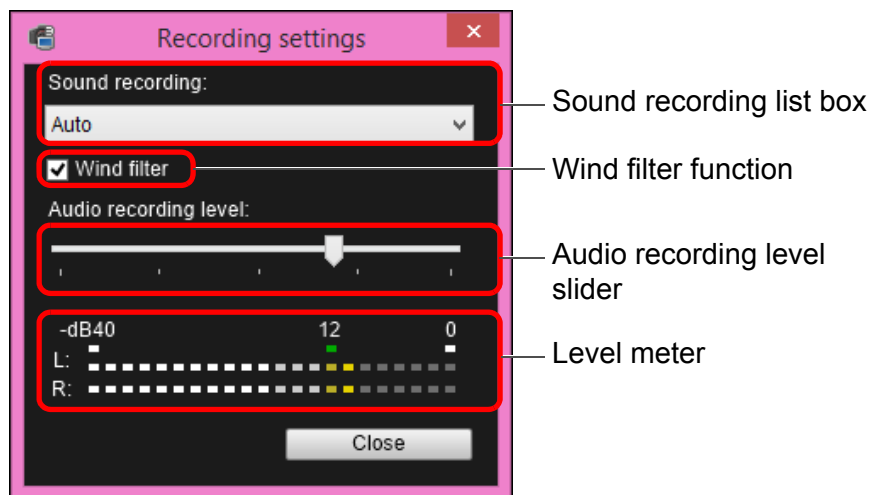 Recording settings
Sound recording:
Auto
Sound recording list box
Wind filter
Wind filter function
Audio recording level:
Audio recording level
slider
-dB40 12 0
L:
R:
Level meter
Close